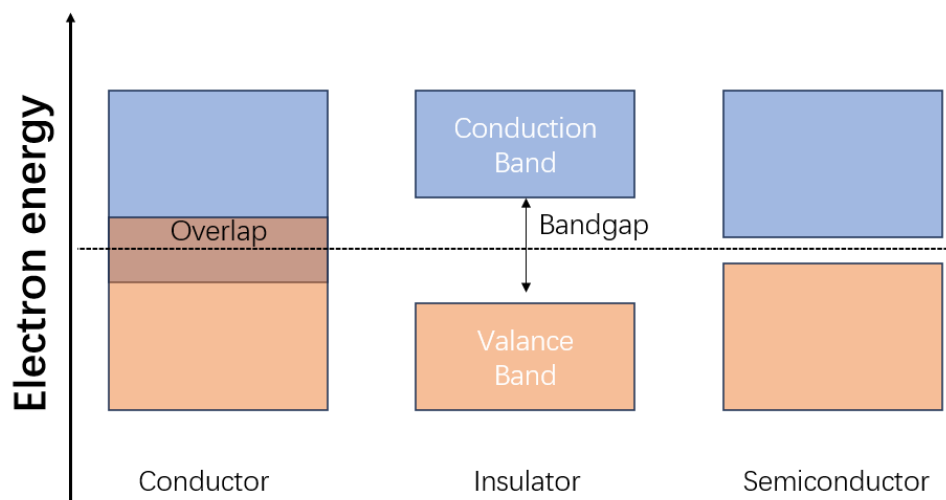 Electron energy
Conduction
Band
Overlap
Bandgap
Valance
Band
Conductor
Insulator
Semiconductor